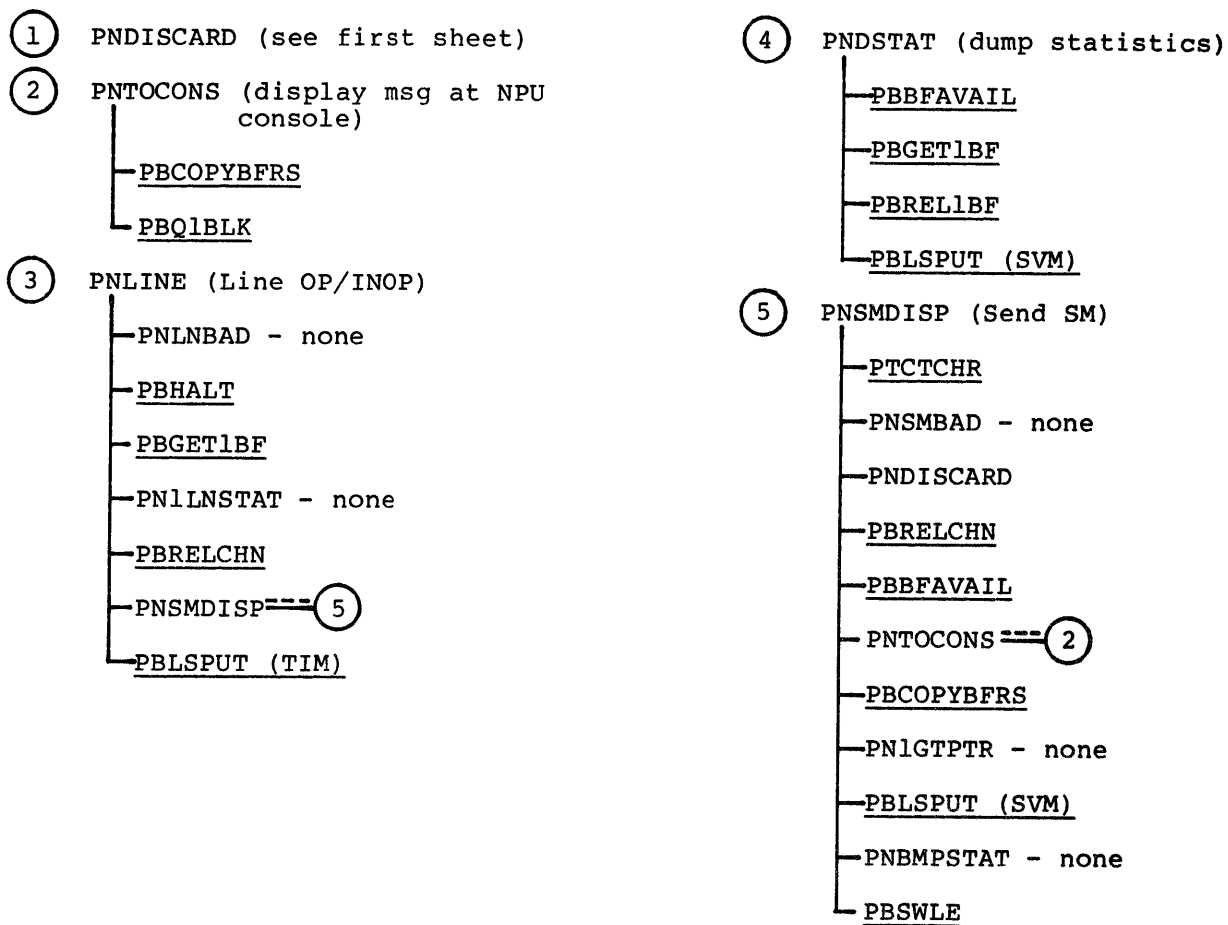 1 PNDISCARD (see first sheet)
2 PNTOCONS (display msg at NPU
console)
PBCOPYBFRS
PBQ1BLK
3 PNLINE (Line OP/INOP)
PNLNBAD - none
PBHALT
PBGET1BF
PN1LNSTAT - none
PBRELCHN
PNSMDISP 5
PBLSPUT (TIM)
4 PNDSTAT (dump statistics)
PBBFAVAIL
PBGET1BF
PBREL1BF
PBLSPUT (SVM)
5 PNSMDISP (Send SM)
PTCTCHR
PNSMBAD - none
PNDISCARD
PBRELCHN
PBBFAVAIL
PNTOCONS 2
PBCOPYBFRS
PN1GTPTR - none
PBLSPUT (SVM)
PNBMPSTAT - none
PBSWLE